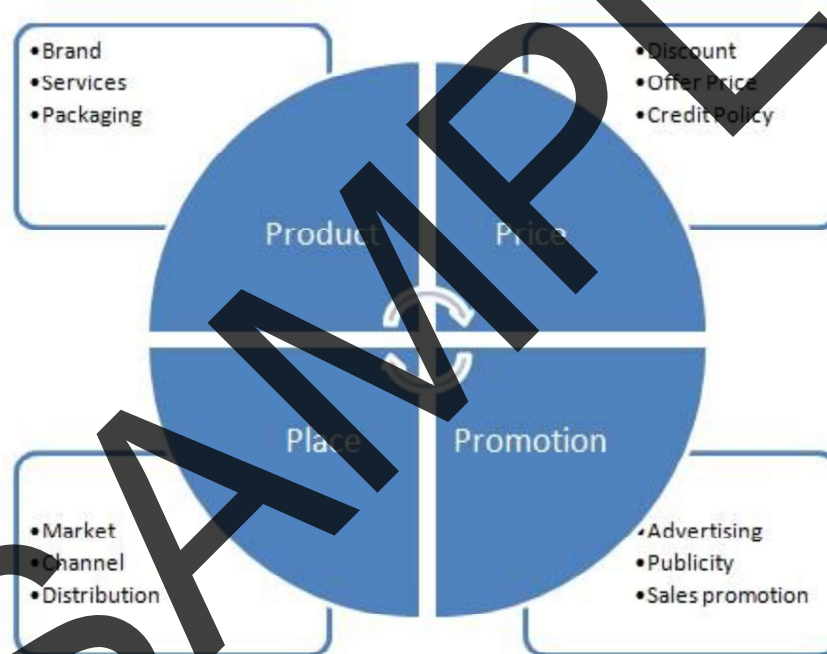 •Brand
•Services
•Packaging
•Discount
•Offer Price
•Credit Policy
Product
Price
Place
Promotion
•Market
•Channel
•Distribution
•Advertising
•Publicity
•Sales promotion
SAMPL